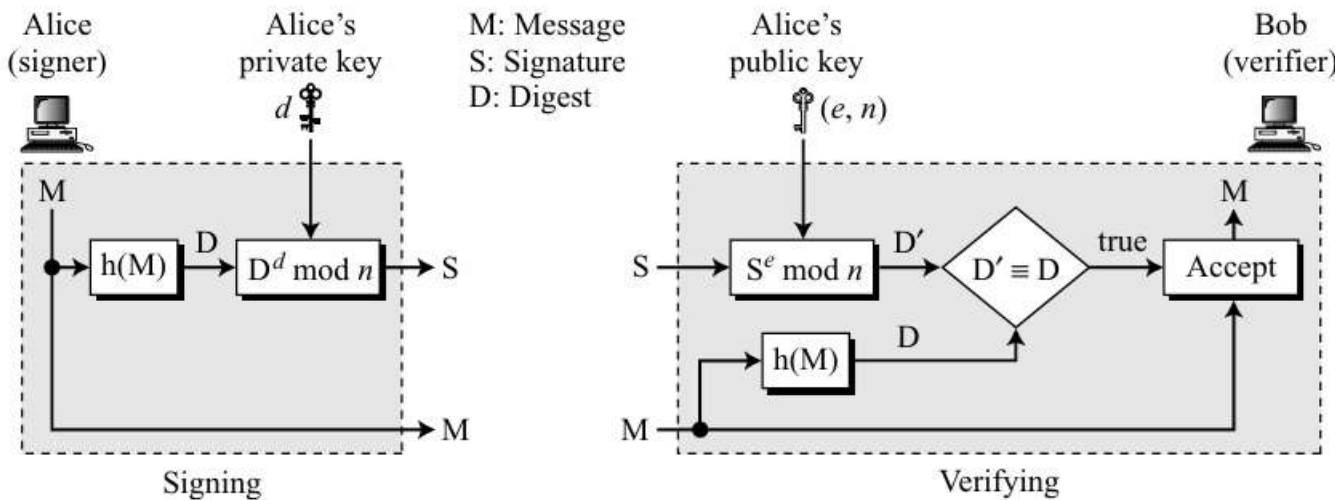 Alice
(signer)
Alice's
private key
d
M: Message
S: Signature
D: Digest
Alice's
public key
(e, n)
Bob
(verifier)
M
h(M)
D
D^d mod n
S
M
Signing
S
S^e mod n
D′
D′ ≡ D
true
Accept
M
h(M)
D
M
Verifying